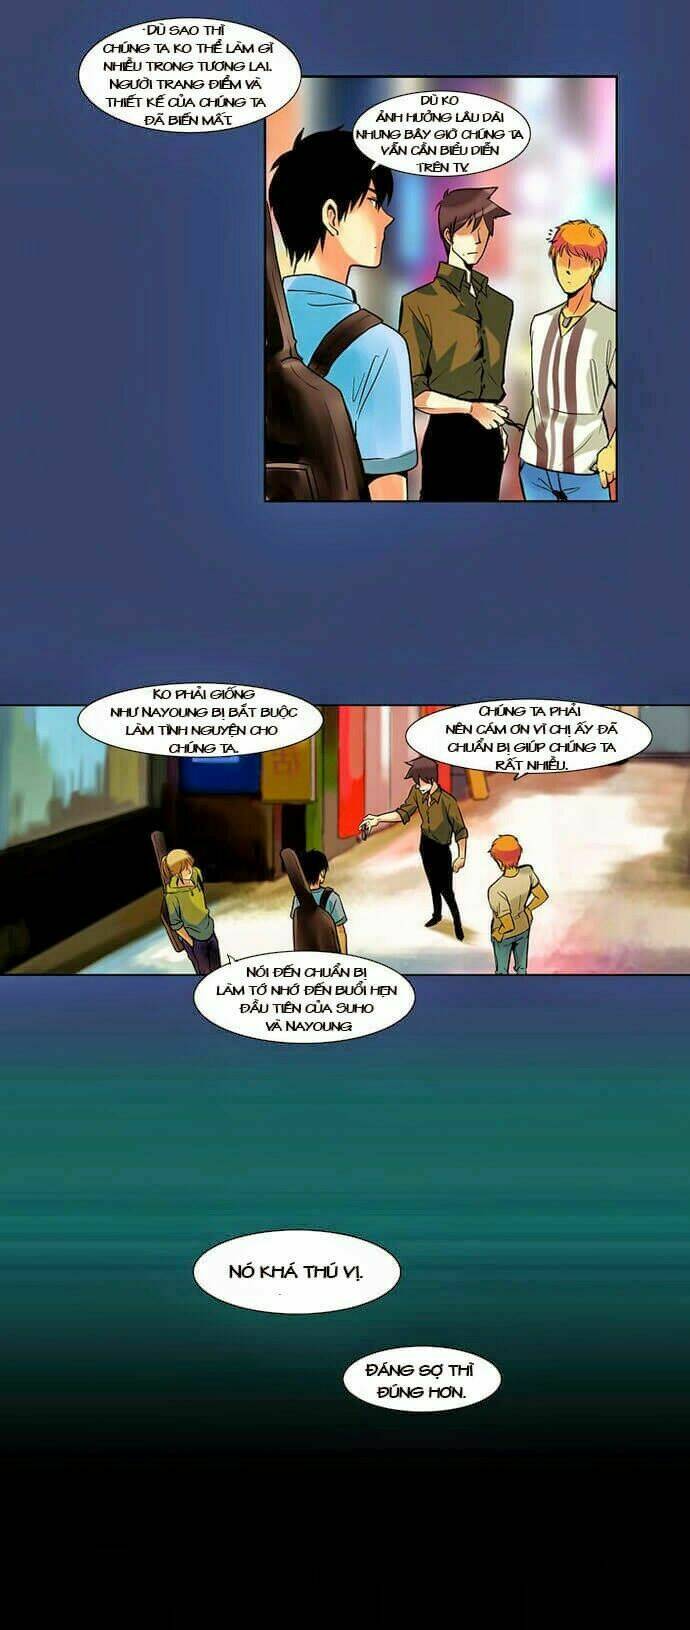 Dù sao thì
chúng ta ko thể làm gì
nhiều trong tương lai.
Người trang điểm và
thiết kế của chúng ta
đã biến mất.
Dù ko
ảnh hưởng lâu dài
nhưng bây giờ chúng ta
vẫn cần biểu diễn
trên TV.
Ko phải giống
như Nayoung bị bắt buộc
làm tình nguyện cho
chúng ta.
Chúng ta phải
nên cám ơn vì chị ấy đã
chuẩn bị giúp chúng ta
rất nhiều.
Nói đến chuẩn bị
làm tớ nhớ đến buổi hẹn
đầu tiên của Suho
và Nayoung
Nó khá thú vị.
Đáng sợ thì
đúng hơn.